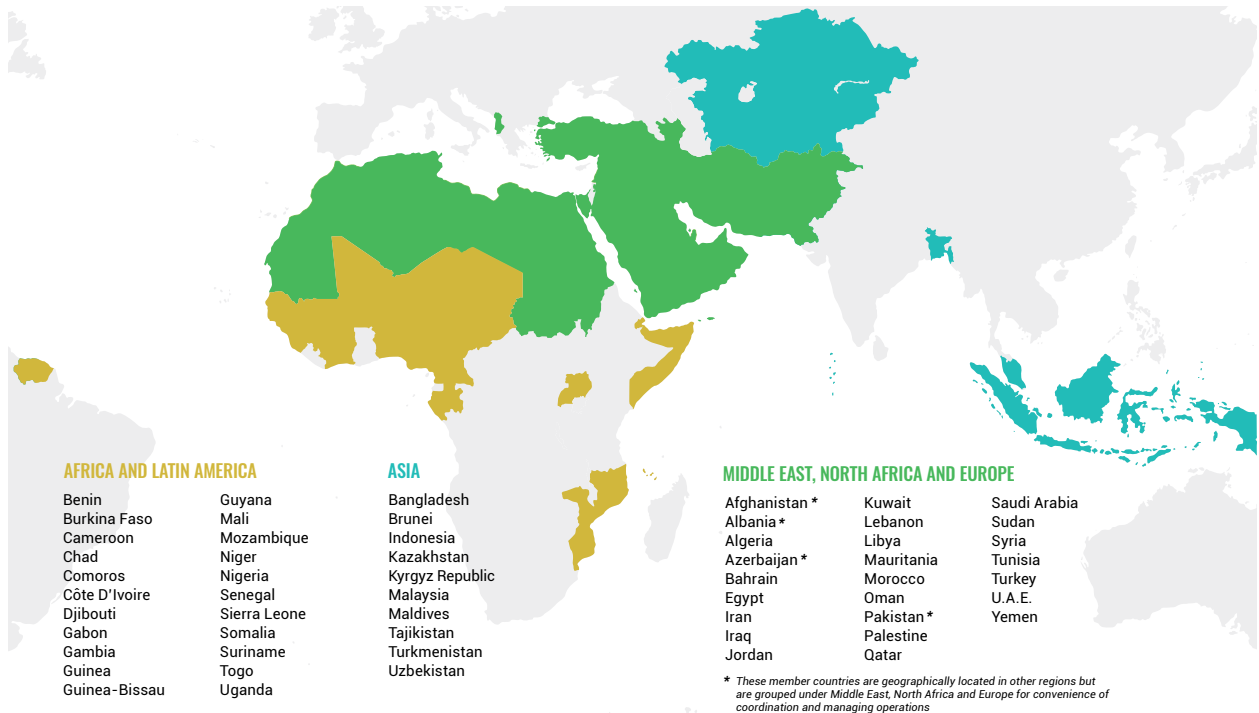 AFRICA AND LATIN AMERICA
Benin
Burkina Faso
Cameroon
Chad
Comoros
Côte D'Ivoire
Djibouti
Gabon
Gambia
Guinea
Guinea-Bissau
Guyana
Mali
Mozambique
Niger
Nigeria
Senegal
Sierra Leone
Somalia
Suriname
Togo
Uganda
ASIA
Bangladesh
Brunei
Indonesia
Kazakhstan
Kyrgyz Republic
Malaysia
Maldives
Tajikistan
Turkmenistan
Uzbekistan
MIDDLE EAST, NORTH AFRICA AND EUROPE
Afghanistan *
Albania *
Algeria
Azerbaijan *
Bahrain
Egypt
Iran
Iraq
Jordan
Kuwait
Lebanon
Libya
Mauritania
Morocco
Oman
Pakistan *
Palestine
Qatar
Saudi Arabia
Sudan
Syria
Tunisia
Turkey
U.A.E.
Yemen
* These member countries are geographically located in other regions but
are grouped under Middle East, North Africa and Europe for convenience of
coordination and managing operations